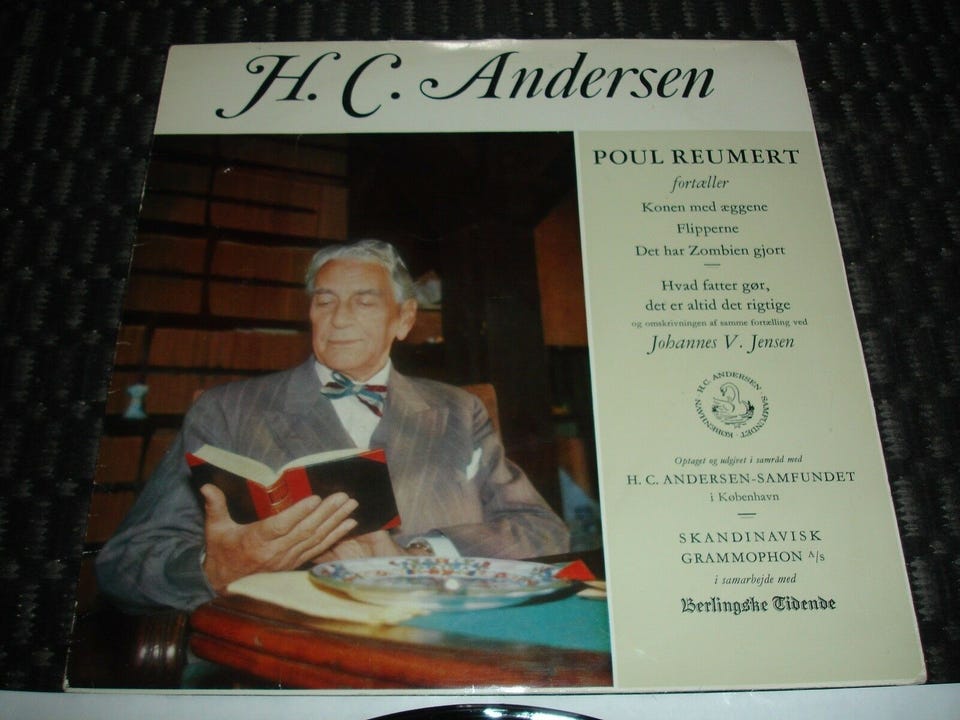 H. C. Andersen
POUL REUMERT
fortæller
Konen med æggene
Flipperne
Det har Zombien gjort
Hvad fatter gør,
det er altid det rigtige
og omskrivningen af samme fortælling ved
Johannes V. Jensen
H.C. ANDERSEN SAMFUNDET · KØBENHAVN ·
Optaget og udgivet i samråd med
H. C. ANDERSEN-SAMFUNDET
i København
SKANDINAVISK
GRAMMOPHON A/S
i samarbejde med
Berlingske Tidende